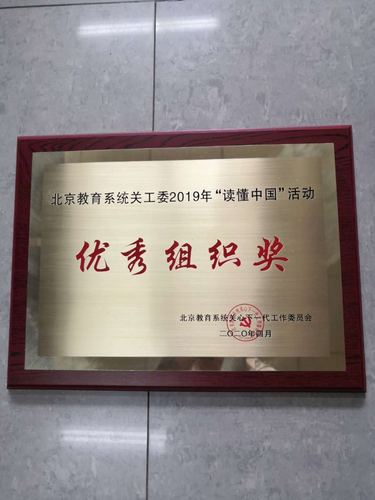 北京教育系统关工委2019年“读懂中国”活动
优秀组织奖
北京教育系统关心下一代工作委员会
二〇二〇年四月